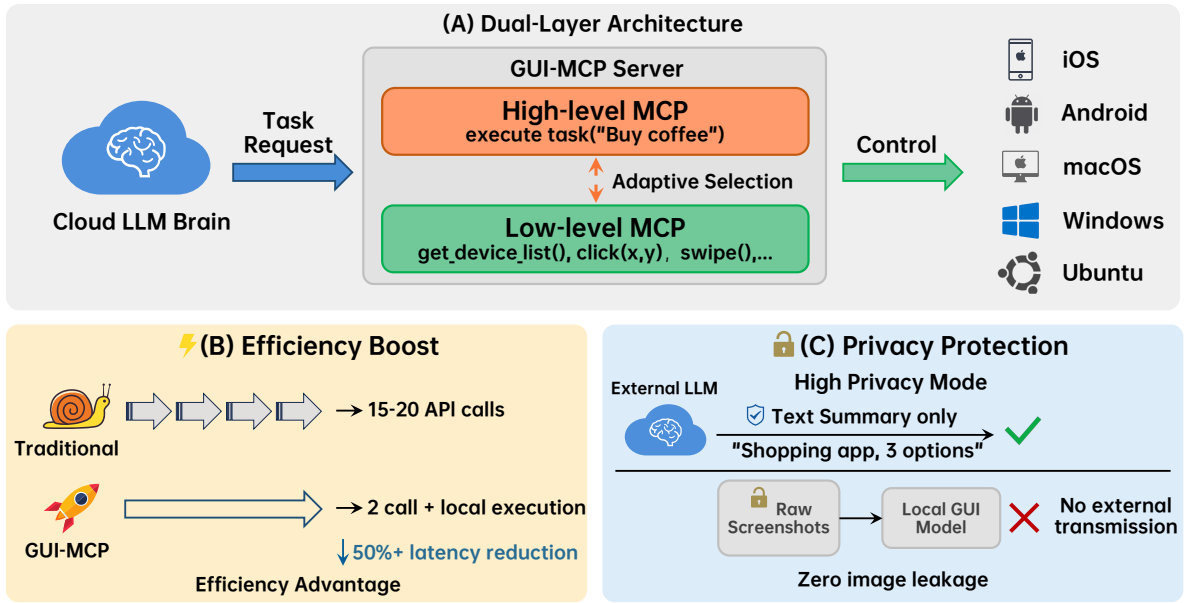 (A) Dual-Layer Architecture
GUI-MCP Server
High-level MCP
execute task("Buy coffee")
Adaptive Selection
Low-level MCP
get_device_list(), click(x,y), swipe(),...
Task
Request
Cloud LLM Brain
Control
iOS
Android
macOS
Windows
Ubuntu
(B) Efficiency Boost
Traditional
15-20 API calls
GUI-MCP
2 call + local execution
50%+ latency reduction
Efficiency Advantage
(C) Privacy Protection
External LLM
High Privacy Mode
Text Summary only
"Shopping app, 3 options"
Raw
Screenshots
Local GUI
Model
No external
transmission
Zero image leakage